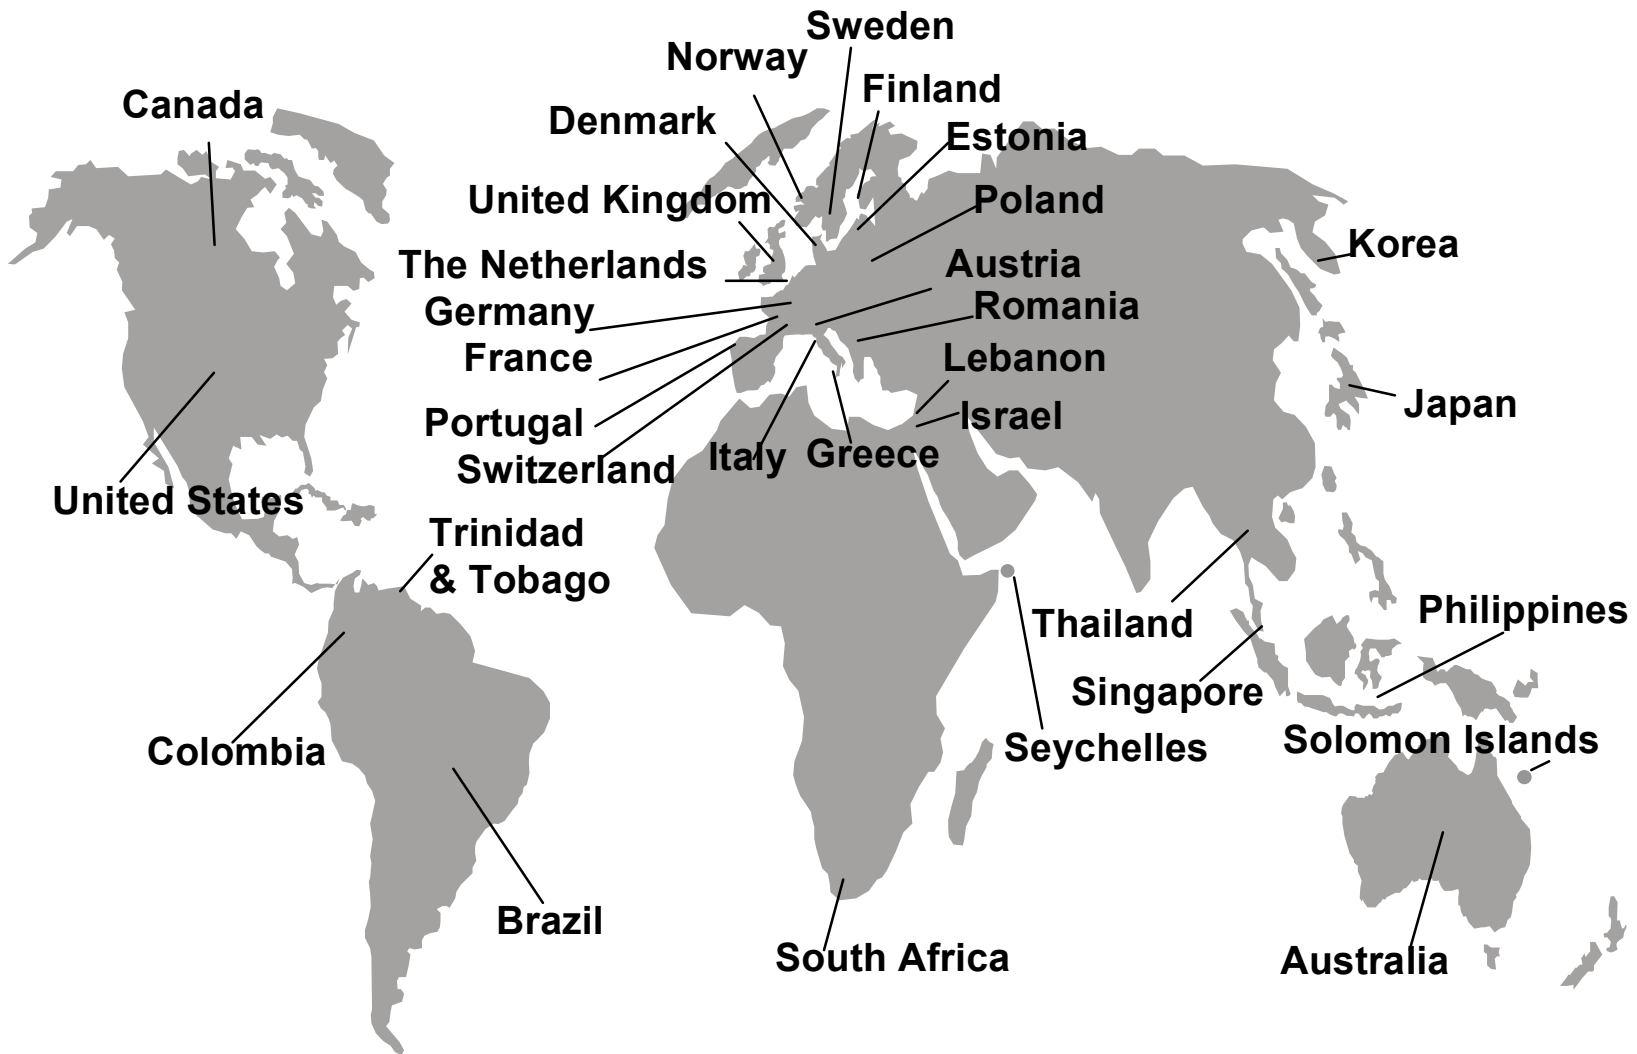 Sweden
Norway
Finland
Canada
Denmark
Estonia
United Kingdom
Poland
Korea
The Netherlands
Austria
Germany
Romania
France
Lebanon
Japan
Portugal
Israel
Switzerland
Italy
Greece
United States
Trinidad
& Tobago
Thailand
Philippines
Singapore
Colombia
Seychelles
Solomon Islands
Brazil
South Africa
Australia